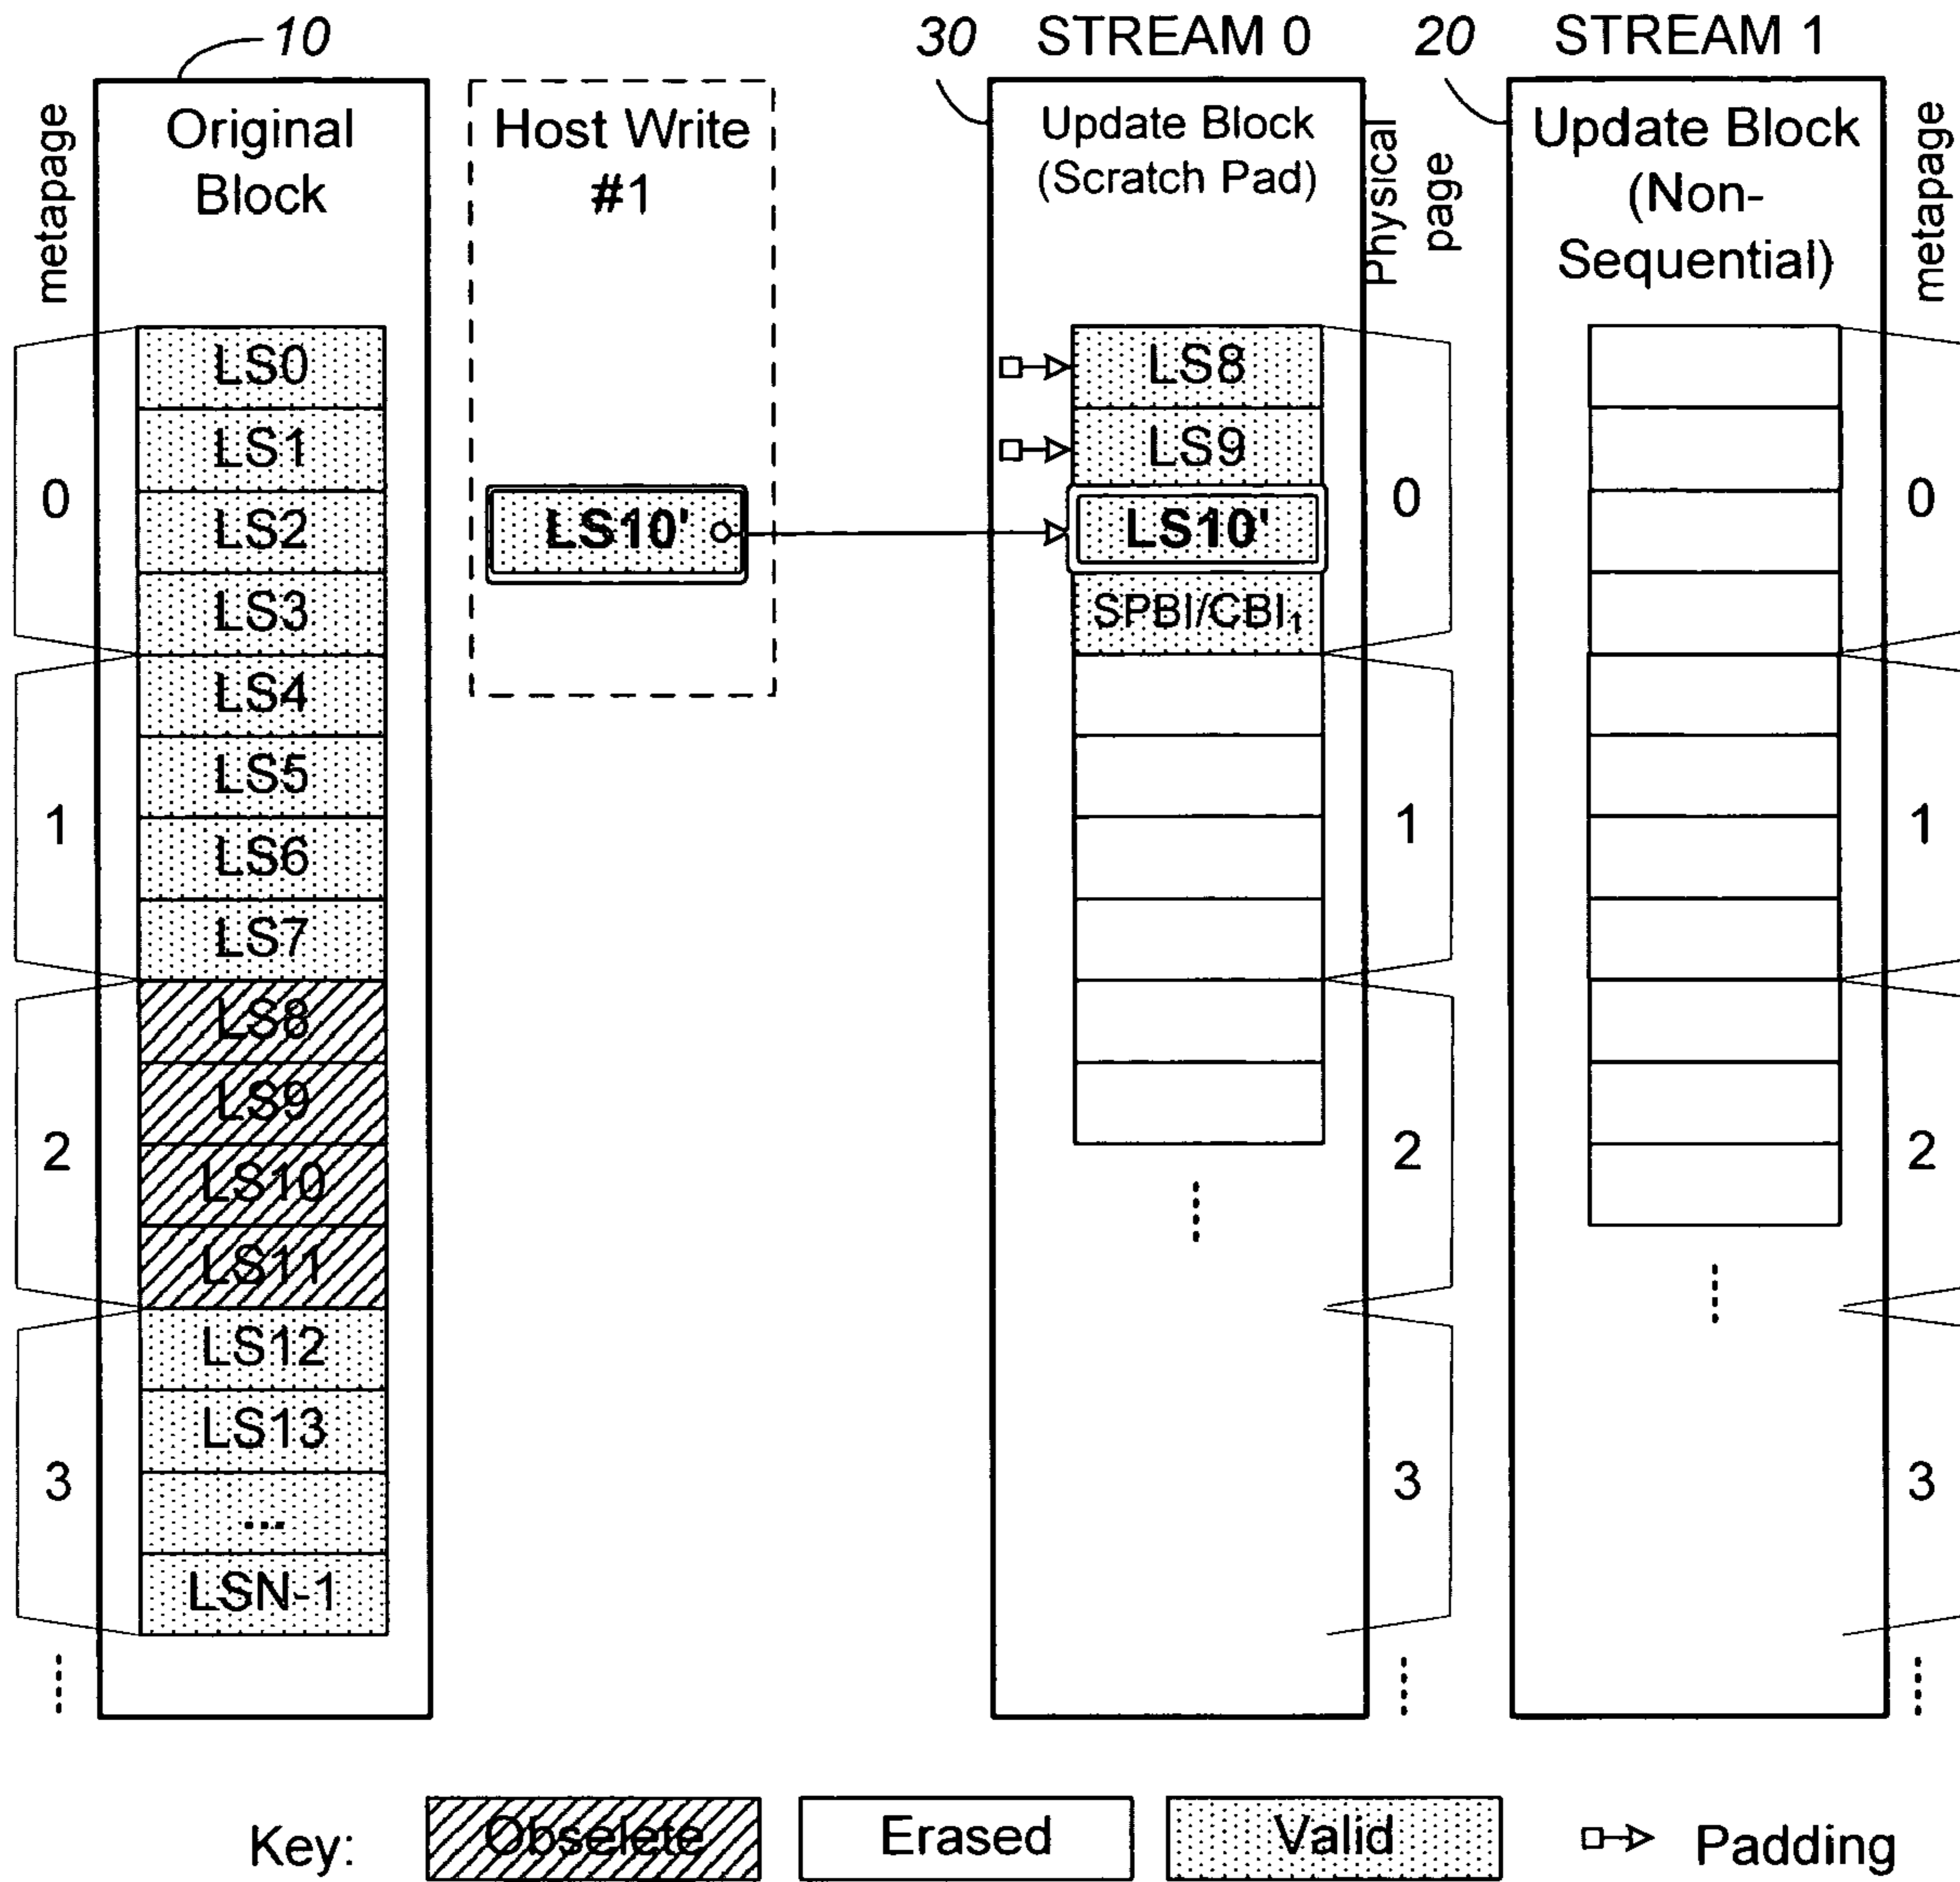 10
30 STREAM 0
20 STREAM 1
metapage
Original
Block
Host Write
#1
Update Block
(Scratch Pad)
Physical
page
Update Block
(Non-
Sequential)
metapage
LS0
LS1
LS2
LS3
LS4
LS5
LS6
LS7
LS8
LS9
LS10
LS11
LS12
LS13
...
LSN-1
0
1
2
3
LS10'
LS8
LS9
LS10'
SPBI/CBI1
0
1
2
3
0
1
2
3
Key:
Obselete
Erased
Valid
Padding